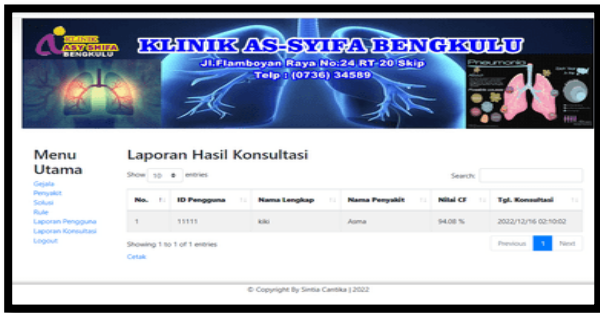 KLINIK
ASY SHIFA
BENGKULU
KLINIK AS-SYIFA BENGKULU
Jl.Flamboyan Raya No:24 RT-20 Skip
Telp : (0736) 34589
Pneumonia
Menu Utama
Gejala
Penyakit
Solusi
Rule
Laporan Pengguna
Laporan Konsultasi
Logout
Laporan Hasil Konsultasi
Show 10 entries Search:
No. ID Pengguna Nama Lengkap Nama Penyakit Nilai CF Tgl. Konsultasi
1 11111 kiki Asma 94.08 % 2022/12/16 02:10:02
Showing 1 to 1 of 1 entries Previous 1 Next
Cetak
© Copyright By Sintia Cantika | 2022